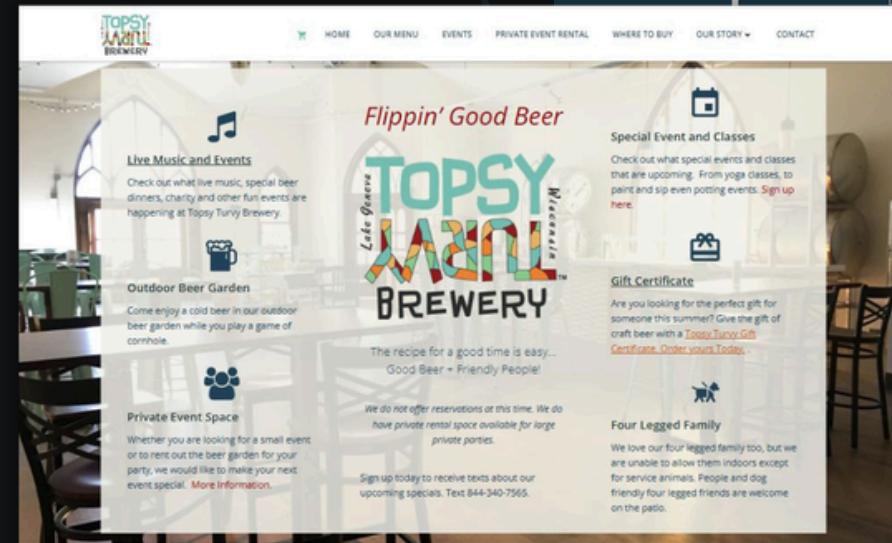 TOPSY
TURVY
BREWERY
HOME
OUR MENU
EVENTS
PRIVATE EVENT RENTAL
WHERE TO BUY
OUR STORY
CONTACT
Live Music and Events
Check out what live music, special beer
dinners, charity and other fun events are
happening at Topsy Turvy Brewery.
Outdoor Beer Garden
Come enjoy a cold beer in our outdoor
beer garden while you play a game of
cornhole.
Private Event Space
Whether you are looking for a small event
or to rent out the beer garden for your
party, we would like to make your next
event special. More Information.
Flippin' Good Beer
Lake Geneva
TOPSY
Wisconsin
TURVY
TM
BREWERY
The recipe for a good time is easy...
Good Beer + Friendly People!
We do not offer reservations at this time. We do
have private rental space available for large
private parties.
Sign up today to receive texts about our
upcoming specials. Text 844-340-7565.
Special Event and Classes
Check out what special events and classes
that are upcoming. From yoga classes, to
paint and sip even potting events. Sign up
here.
Gift Certificate
Are you looking for the perfect gift for
someone this summer? Give the gift of
craft beer with a Topsy Turvy Gift
Certificate. Order yours Today. .
Four Legged Family
We love our four legged family too, but we
are unable to allow them indoors except
for service animals. People and dog
friendly four legged friends are welcome
on the patio.